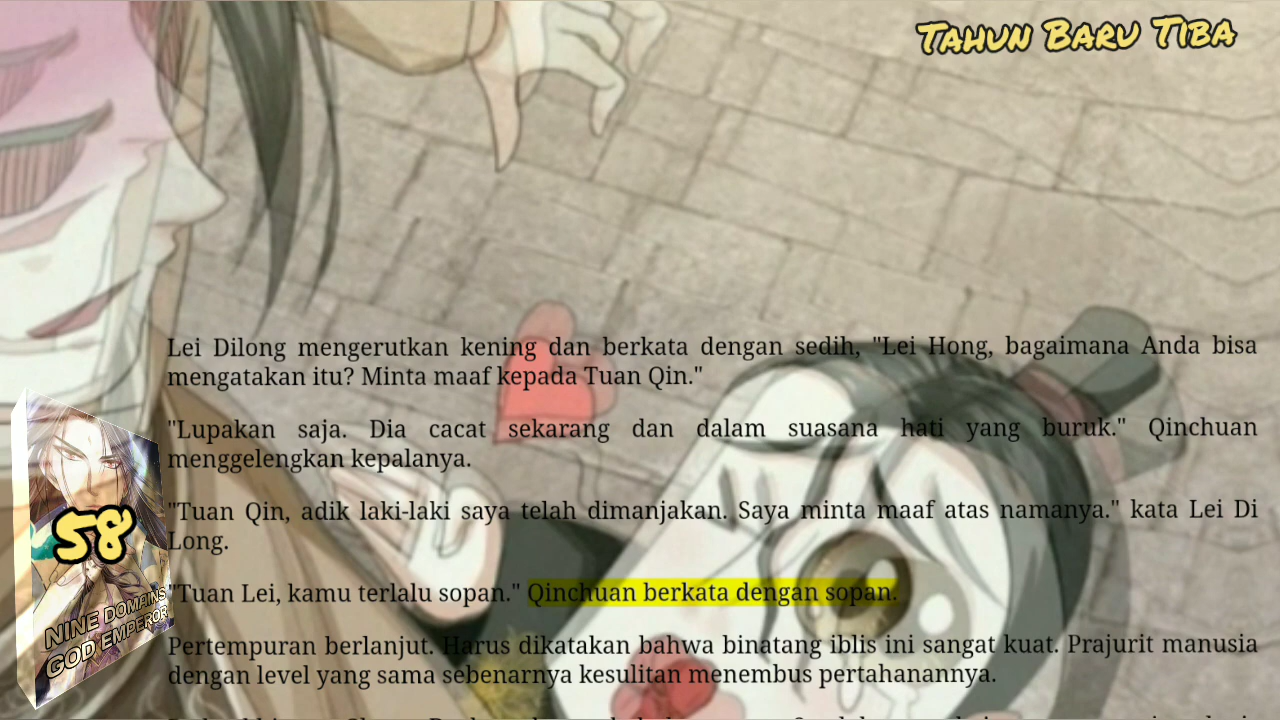 Tahun Baru Tiba
Lei Dilong mengerutkan kening dan berkata dengan sedih, "Lei Hong, bagaimana Anda bisa
mengatakan itu? Minta maaf kepada Tuan Qin."
"Lupakan saja. Dia cacat sekarang dan dalam suasana hati yang buruk." Qinchuan
menggelengkan kepalanya.
"Tuan Qin, adik laki-laki saya telah dimanjakan. Saya minta maaf atas namanya." kata Lei Di
Long.
"Tuan Lei, kamu terlalu sopan." Qinchuan berkata dengan sopan.
Pertempuran berlanjut. Harus dikatakan bahwa binatang iblis ini sangat kuat. Prajurit manusia
dengan level yang sama sebenarnya kesulitan menembus pertahanannya.
58
NINE DOMAINS
GOD EMPEROR